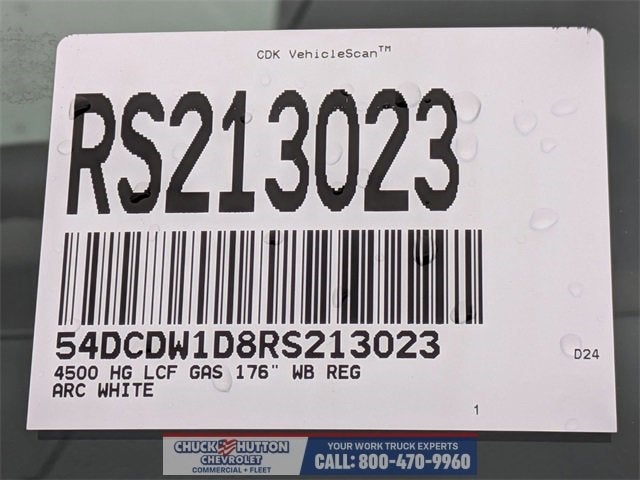 CDK VehicleScan™
RS213023
54DCDW1D8RS213023
4500 HG LCF GAS 176" WB REG
D24
ARC WHITE
1
CHUCK HUTTON
CHEVROLET
COMMERCIAL • FLEET
YOUR WORK TRUCK EXPERTS
CALL: 800-470-9960